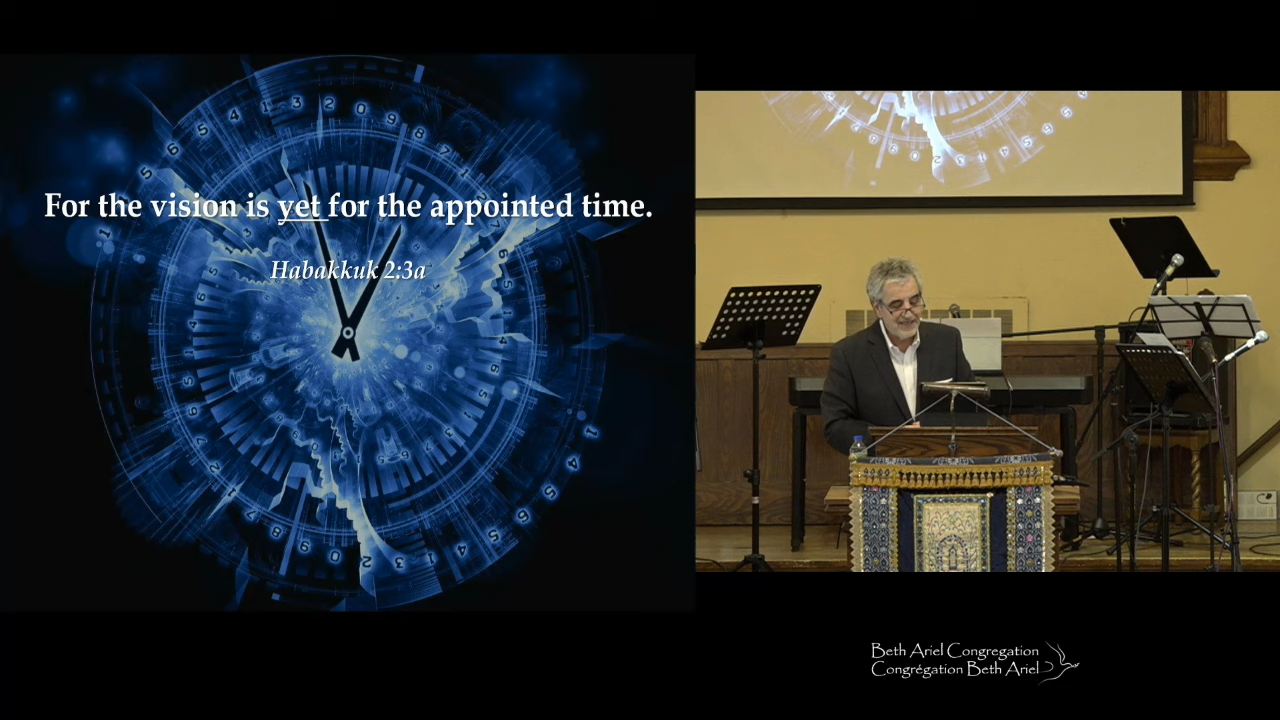 For the vision is yet for the appointed time.
Habakkuk 2:3a
Beth Ariel Congregation
Congrégation Beth Ariel